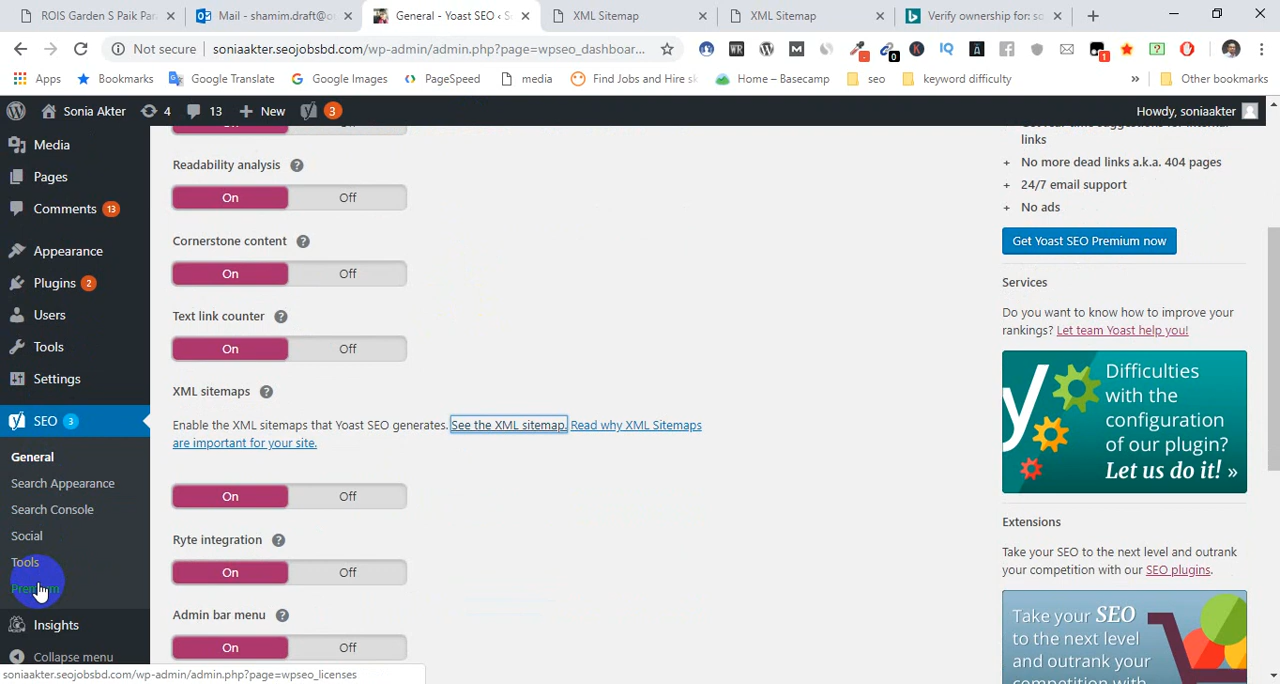 ROIS Garden S Paik Par
Mail - shamim.draft@o
General - Yoast SEO ‹ S
XML Sitemap
XML Sitemap
Verify ownership for: so
Not secure
soniaakter.seojobsbd.com/wp-admin/admin.php?page=wpseo_dashboar...
Apps
Bookmarks
Google Translate
Google Images
PageSpeed
media
Find Jobs and Hire sk
Home – Basecamp
seo
keyword difficulty
»
Other bookmarks
Sonia Akter
4
13
New
3
Howdy, soniaakter
Media
Pages
Comments 13
Appearance
Plugins 2
Users
Tools
Settings
SEO 3
General
Search Appearance
Search Console
Social
Tools
Premium
Insights
Collapse menu
Readability analysis
On Off
Cornerstone content
On Off
Text link counter
On Off
XML sitemaps
Enable the XML sitemaps that Yoast SEO generates. See the XML sitemap. Read why XML Sitemaps
are important for your site.
On Off
Ryte integration
On Off
Admin bar menu
On Off
links
+ No more dead links a.k.a. 404 pages
+ 24/7 email support
+ No ads
Get Yoast SEO Premium now
Services
Do you want to know how to improve your
rankings? Let team Yoast help you!
Difficulties
with the
configuration
of our plugin?
Let us do it! »
Extensions
Take your SEO to the next level and outrank
your competition with our SEO plugins.
Take your SEO
to the next level
and outrank
your competition with
soniaakter.seojobsbd.com/wp-admin/admin.php?page=wpseo_licenses